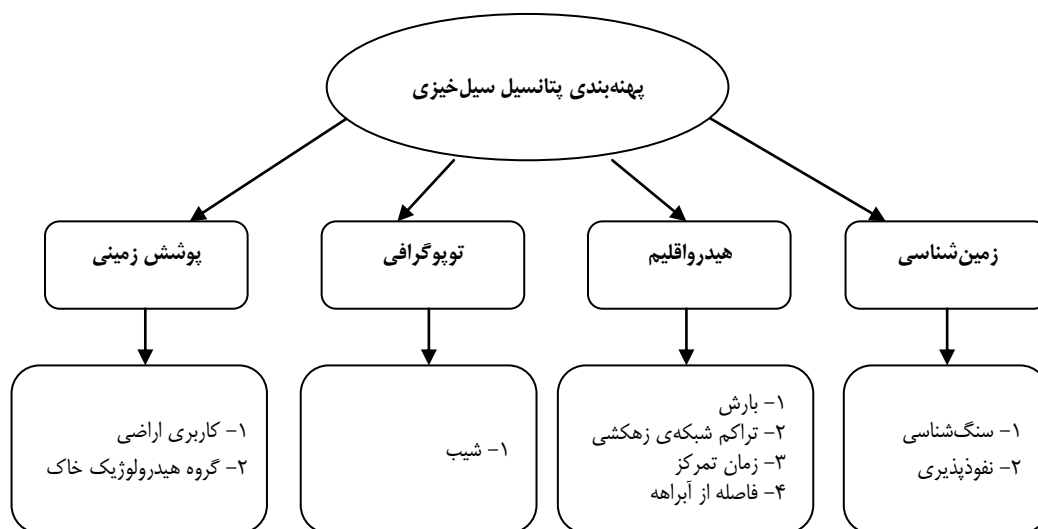 پهنه‌بندی پتانسیل سیل‌خیزی
زمین‌شناسی
هیدرواقلیم
توپوگرافی
پوشش زمینی
۱- سنگ‌شناسی
۲- نفوذپذیری
۱- بارش
۲- تراکم شبکه‌ی زهکشی
۳- زمان تمرکز
۴- فاصله از آبراهه
۱- شیب
۱- کاربری اراضی
۲- گروه هیدرولوژیک خاک